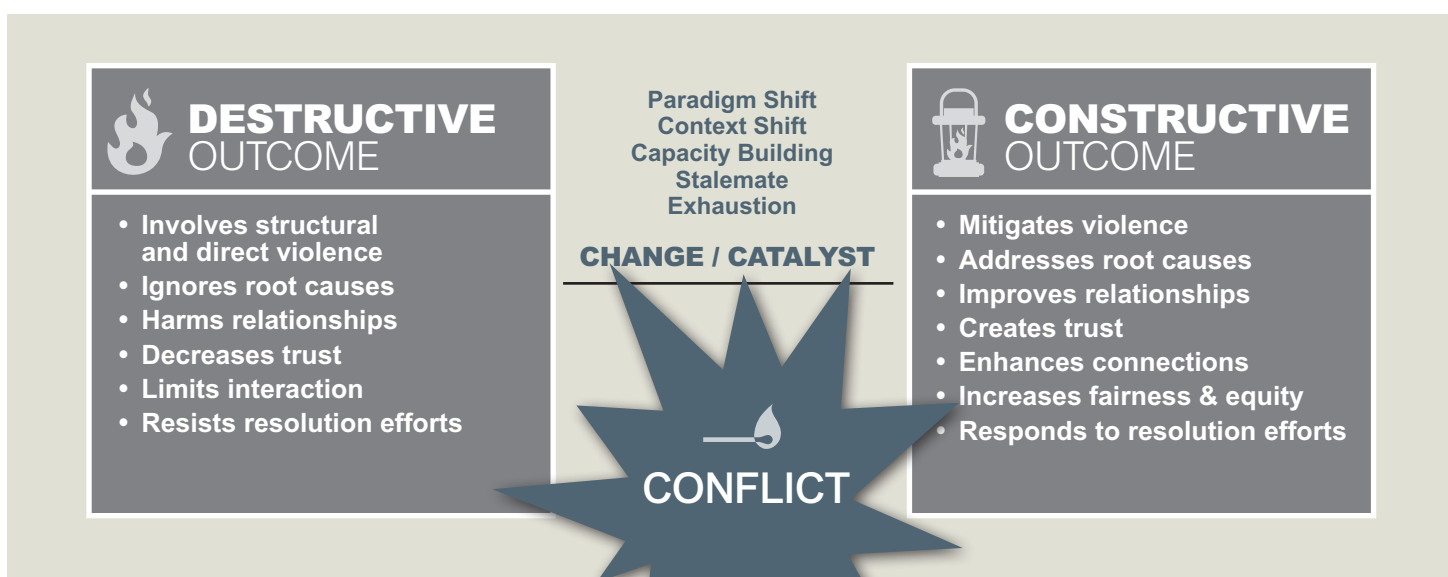 DESTRUCTIVE
OUTCOME
• Involves structural
and direct violence
• Ignores root causes
• Harms relationships
• Decreases trust
• Limits interaction
• Resists resolution efforts
Paradigm Shift
Context Shift
Capacity Building
Stalemate
Exhaustion
CHANGE / CATALYST
CONFLICT
CONSTRUCTIVE
OUTCOME
• Mitigates violence
• Addresses root causes
• Improves relationships
• Creates trust
• Enhances connections
• Increases fairness & equity
• Responds to resolution efforts